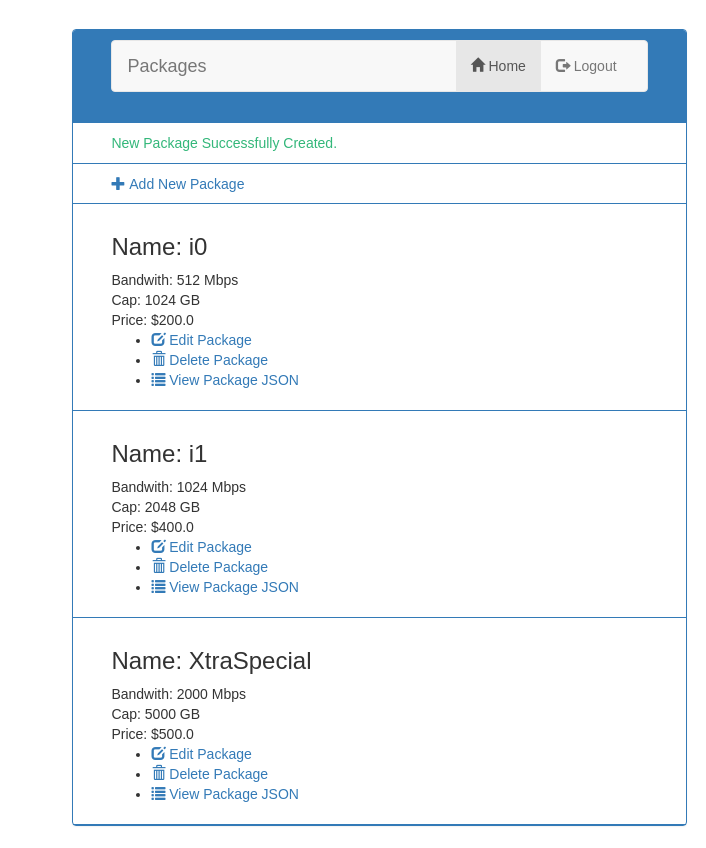 Packages Home Logout
New Package Successfully Created.
Add New Package
Name: i0
Bandwith: 512 Mbps
Cap: 1024 GB
Price: $200.0
Edit Package
Delete Package
View Package JSON
Name: i1
Bandwith: 1024 Mbps
Cap: 2048 GB
Price: $400.0
Edit Package
Delete Package
View Package JSON
Name: XtraSpecial
Bandwith: 2000 Mbps
Cap: 5000 GB
Price: $500.0
Edit Package
Delete Package
View Package JSON